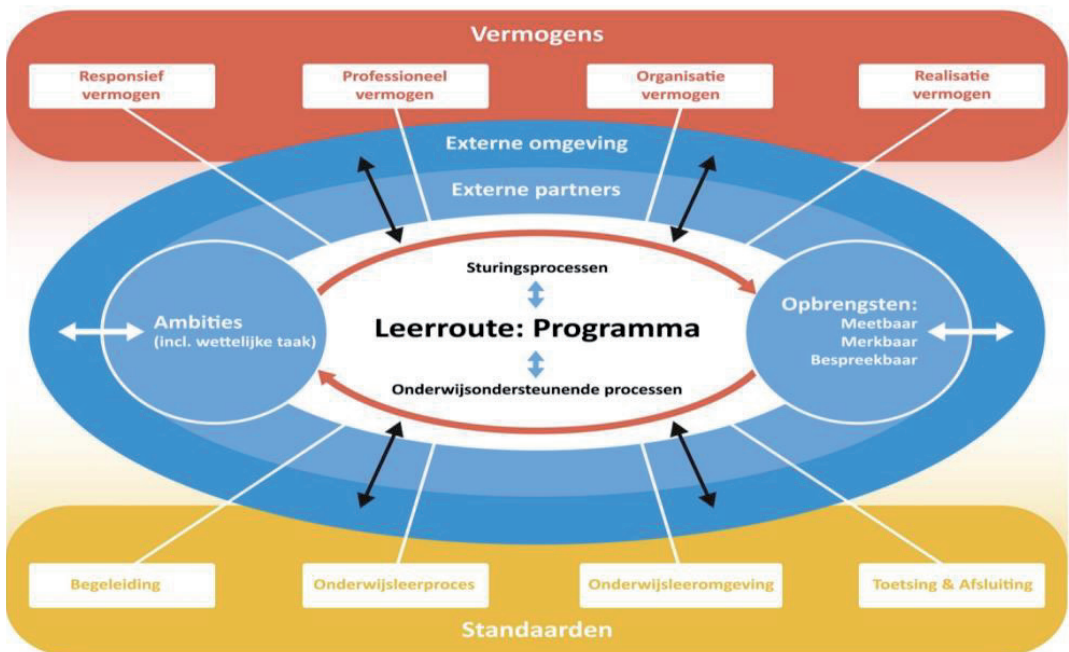 Vermogens
Responsief
vermogen
Professioneel
vermogen
Organisatie
vermogen
Realisatie
vermogen
Externe omgeving
Externe partners
Sturingsprocessen
Ambities
(incl. wettelijke taak)
Leerroute: Programma
Opbrengsten:
Meetbaar
Merkbaar
Bespreekbaar
Onderwijsondersteunende processen
Begeleiding
Onderwijsleerproces
Onderwijsleeromgeving
Toetsing & Afsluiting
Standaarden